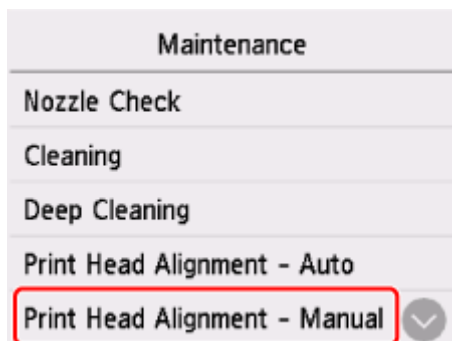 Maintenance
Nozzle Check
Cleaning
Deep Cleaning
Print Head Alignment - Auto
Print Head Alignment - Manual